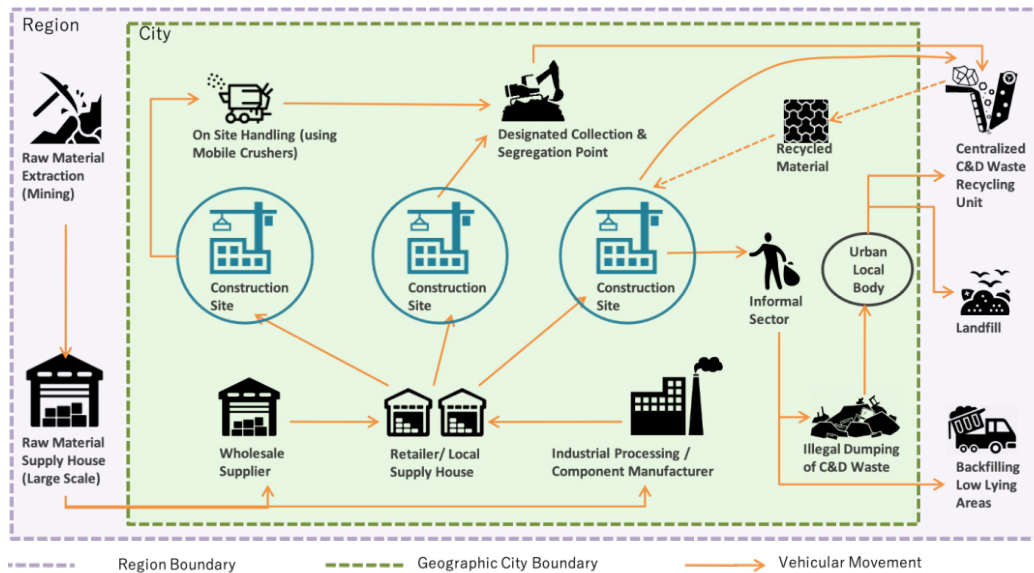 Region
City
Raw Material
Extraction
(Mining)
On Site Handling (using
Mobile Crushers)
Designated Collection &
Segregation Point
Recycled
Material
Centralized
C&D Waste
Recycling
Unit
Construction
Site
Construction
Site
Construction
Site
Informal
Sector
Urban
Local
Body
Landfill
Raw Material
Supply House
(Large Scale)
Wholesale
Supplier
Retailer/ Local
Supply House
Industrial Processing /
Component Manufacturer
Illegal Dumping
of C&D Waste
Backfilling
Low Lying
Areas
Region Boundary
Geographic City Boundary
Vehicular Movement